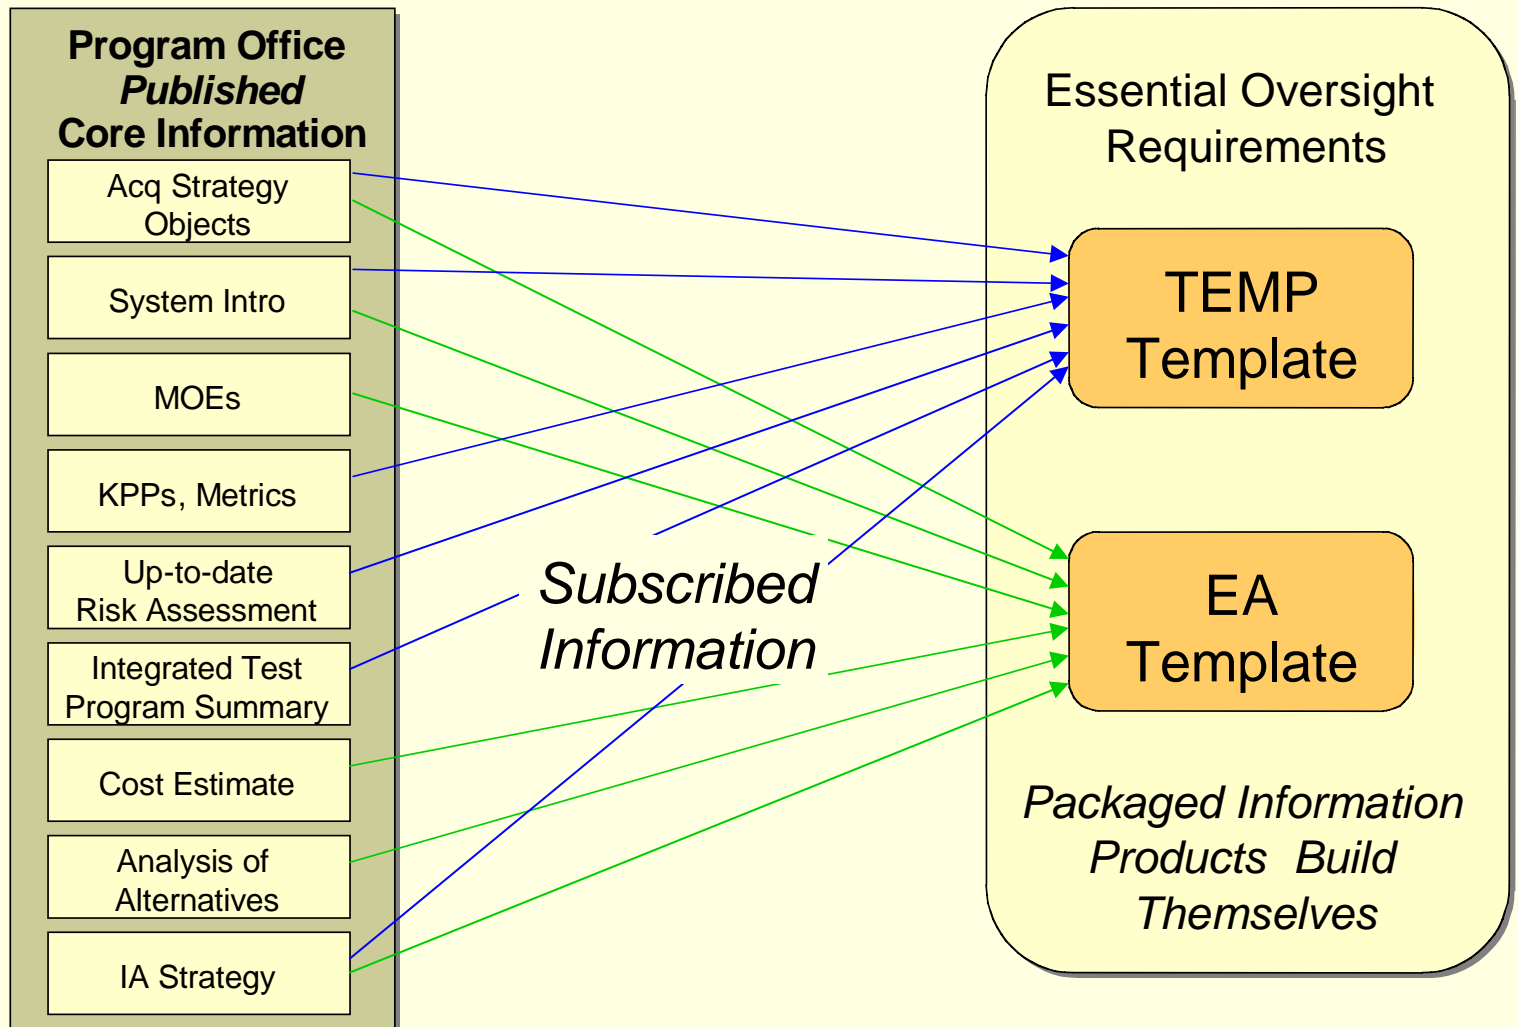 Program Office
Published
Core Information
Acq Strategy
Objects
System Intro
MOEs
KPPs, Metrics
Up-to-date
Risk Assessment
Integrated Test
Program Summary
Cost Estimate
Analysis of
Alternatives
IA Strategy
Subscribed
Information
Essential Oversight
Requirements
TEMP
Template
EA
Template
Packaged Information
Products Build
Themselves